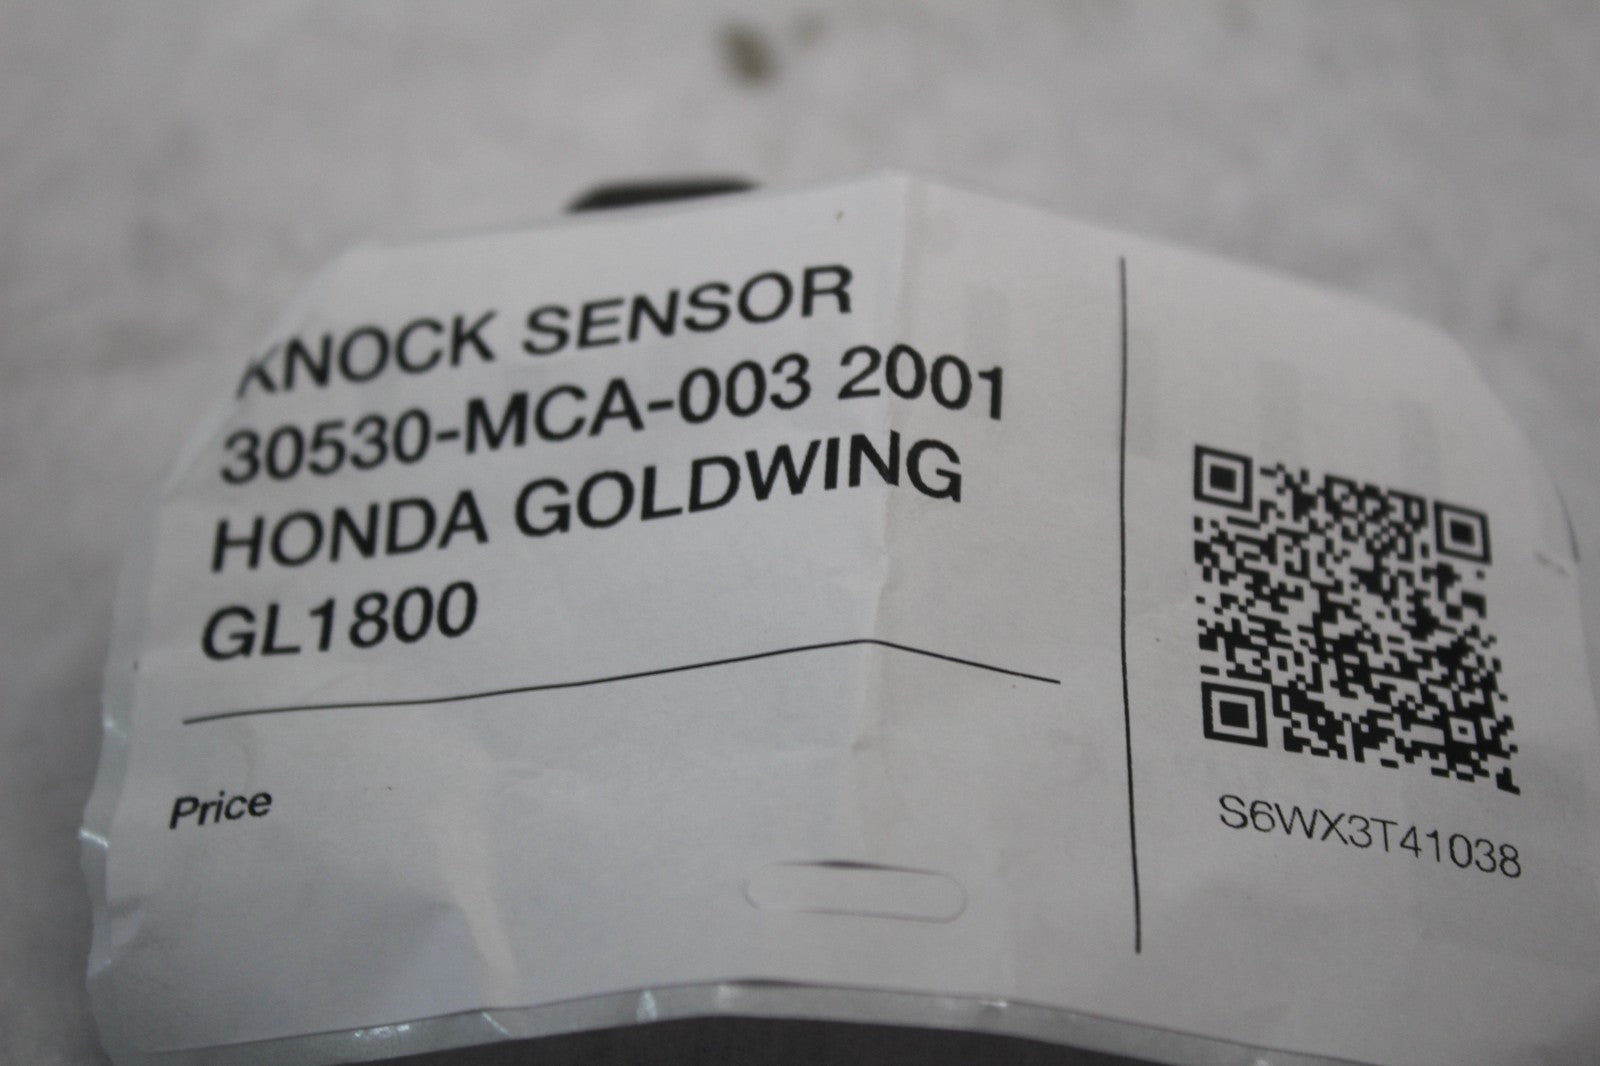 KNOCK SENSOR
30530-MCA-003 2001
HONDA GOLDWING
GL1800
Price
S6WX3T41038